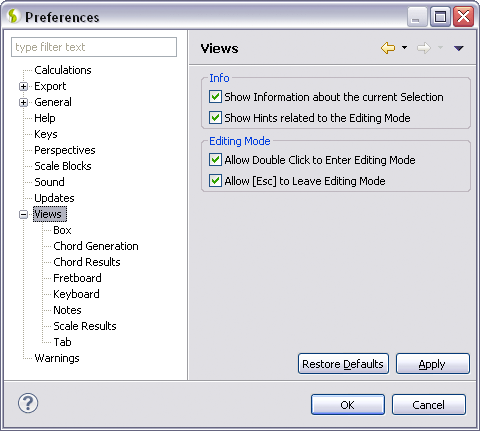 Preferences
type filter text
Calculations
Export
General
Help
Keys
Perspectives
Scale Blocks
Sound
Updates
Views
Box
Chord Generation
Chord Results
Fretboard
Keyboard
Notes
Scale Results
Tab
Warnings
Views
Info
Show Information about the current Selection
Show Hints related to the Editing Mode
Editing Mode
Allow Double Click to Enter Editing Mode
Allow [Esc] to Leave Editing Mode
Restore Defaults Apply
? OK Cancel